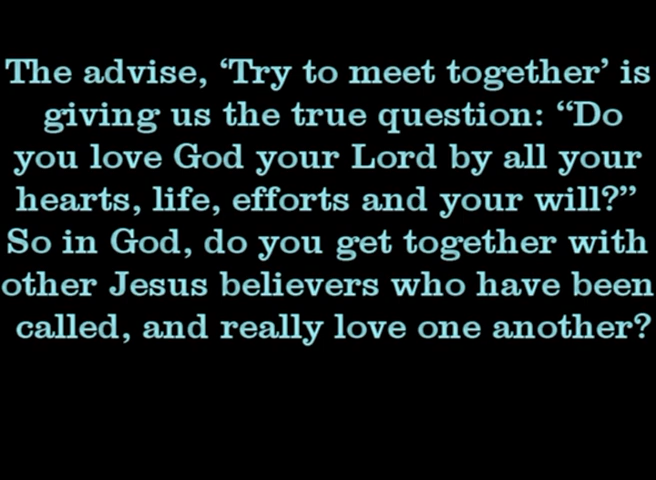 The advise, ‘Try to meet together’ is
giving us the true question: “Do
you love God your Lord by all your
hearts, life, efforts and your will?”
So in God, do you get together with
other Jesus believers who have been
called, and really love one another?